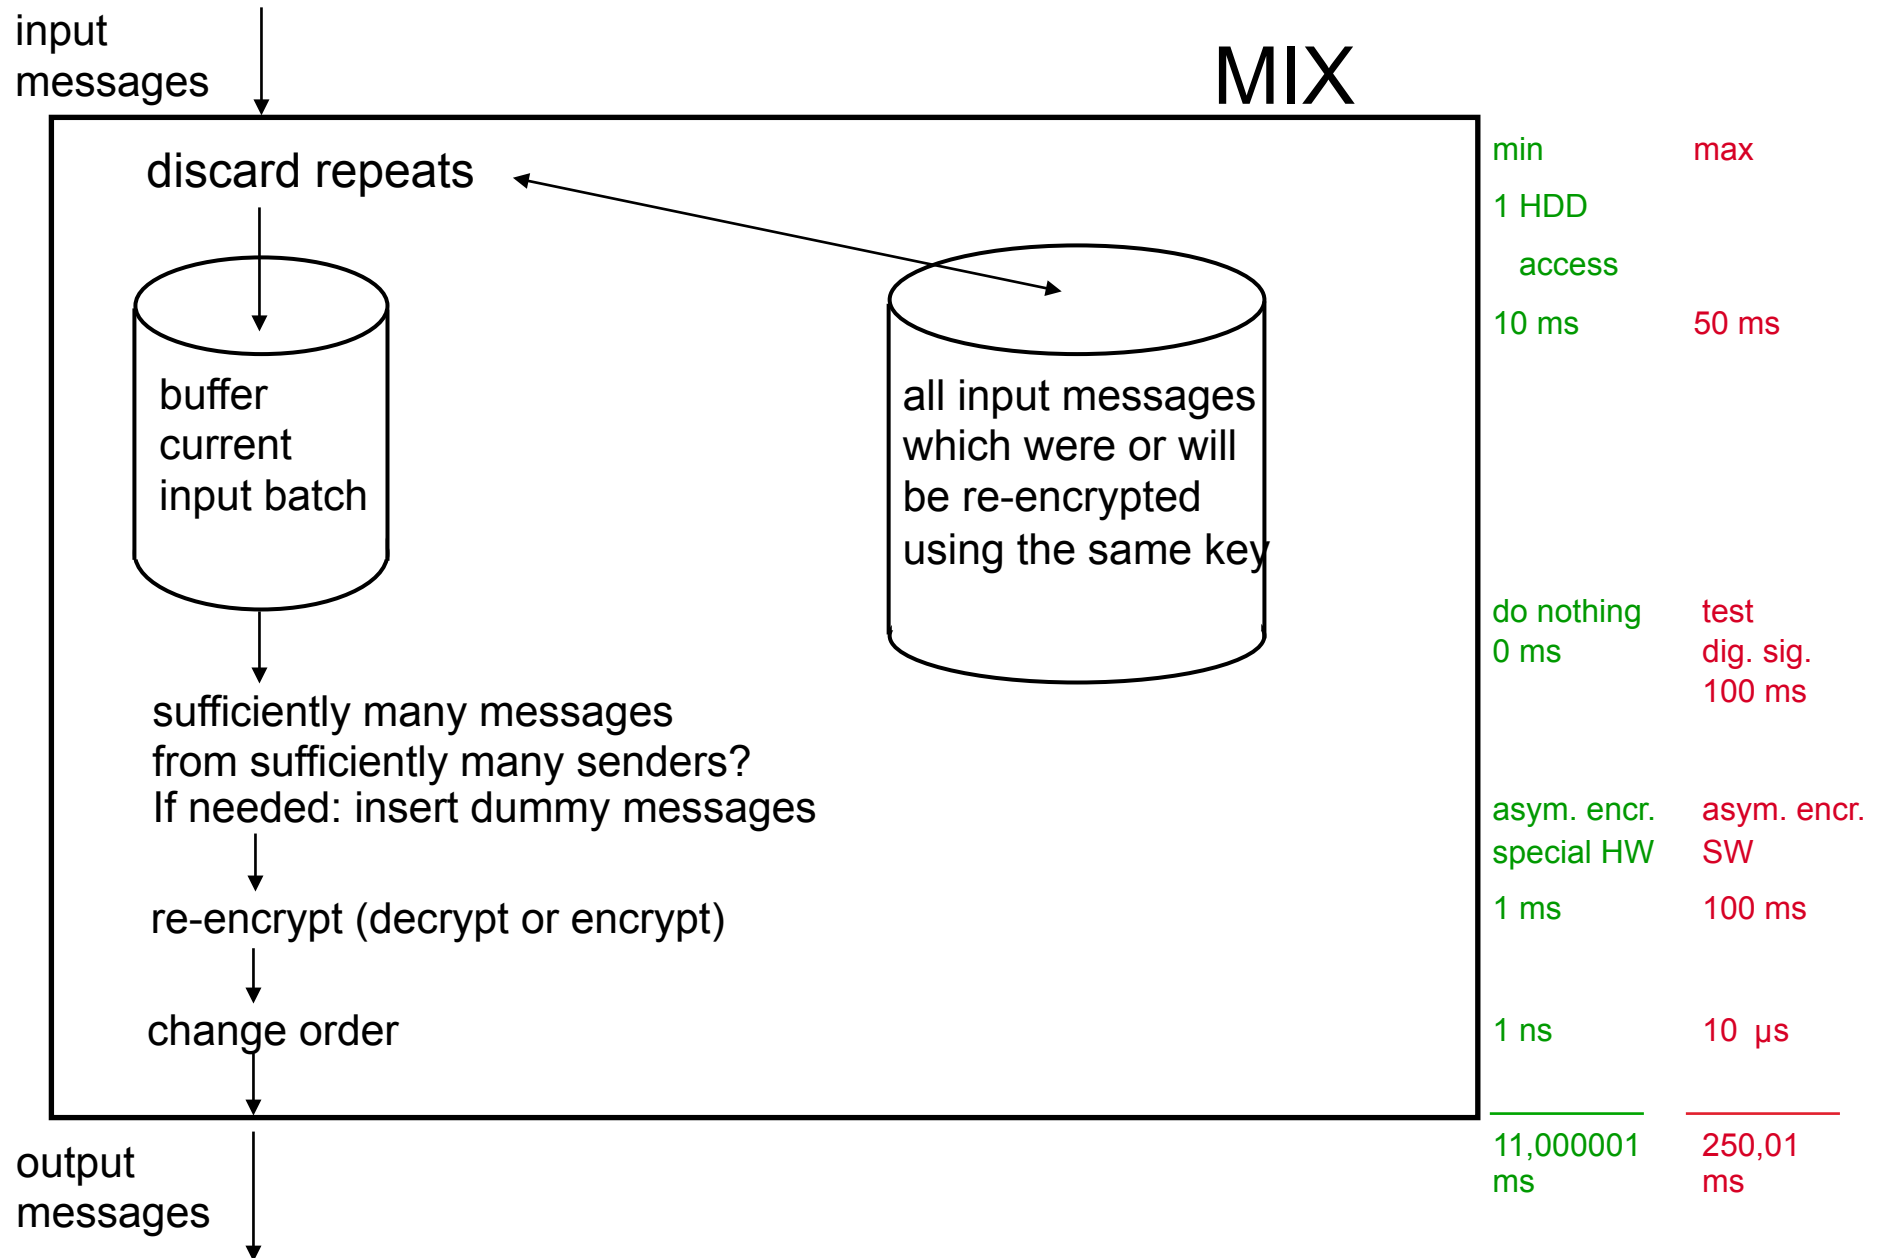 input
messages
MIX
discard repeats
buffer
current
input batch
all input messages
which were or will
be re-encrypted
using the same key
sufficiently many messages
from sufficiently many senders?
If needed: insert dummy messages
re-encrypt (decrypt or encrypt)
change order
output
messages
min max
1 HDD
access
10 ms 50 ms
do nothing test
0 ms dig. sig.
100 ms
asym. encr. asym. encr.
special HW SW
1 ms 100 ms
1 ns 10 µs
11,000001 250,01
ms ms